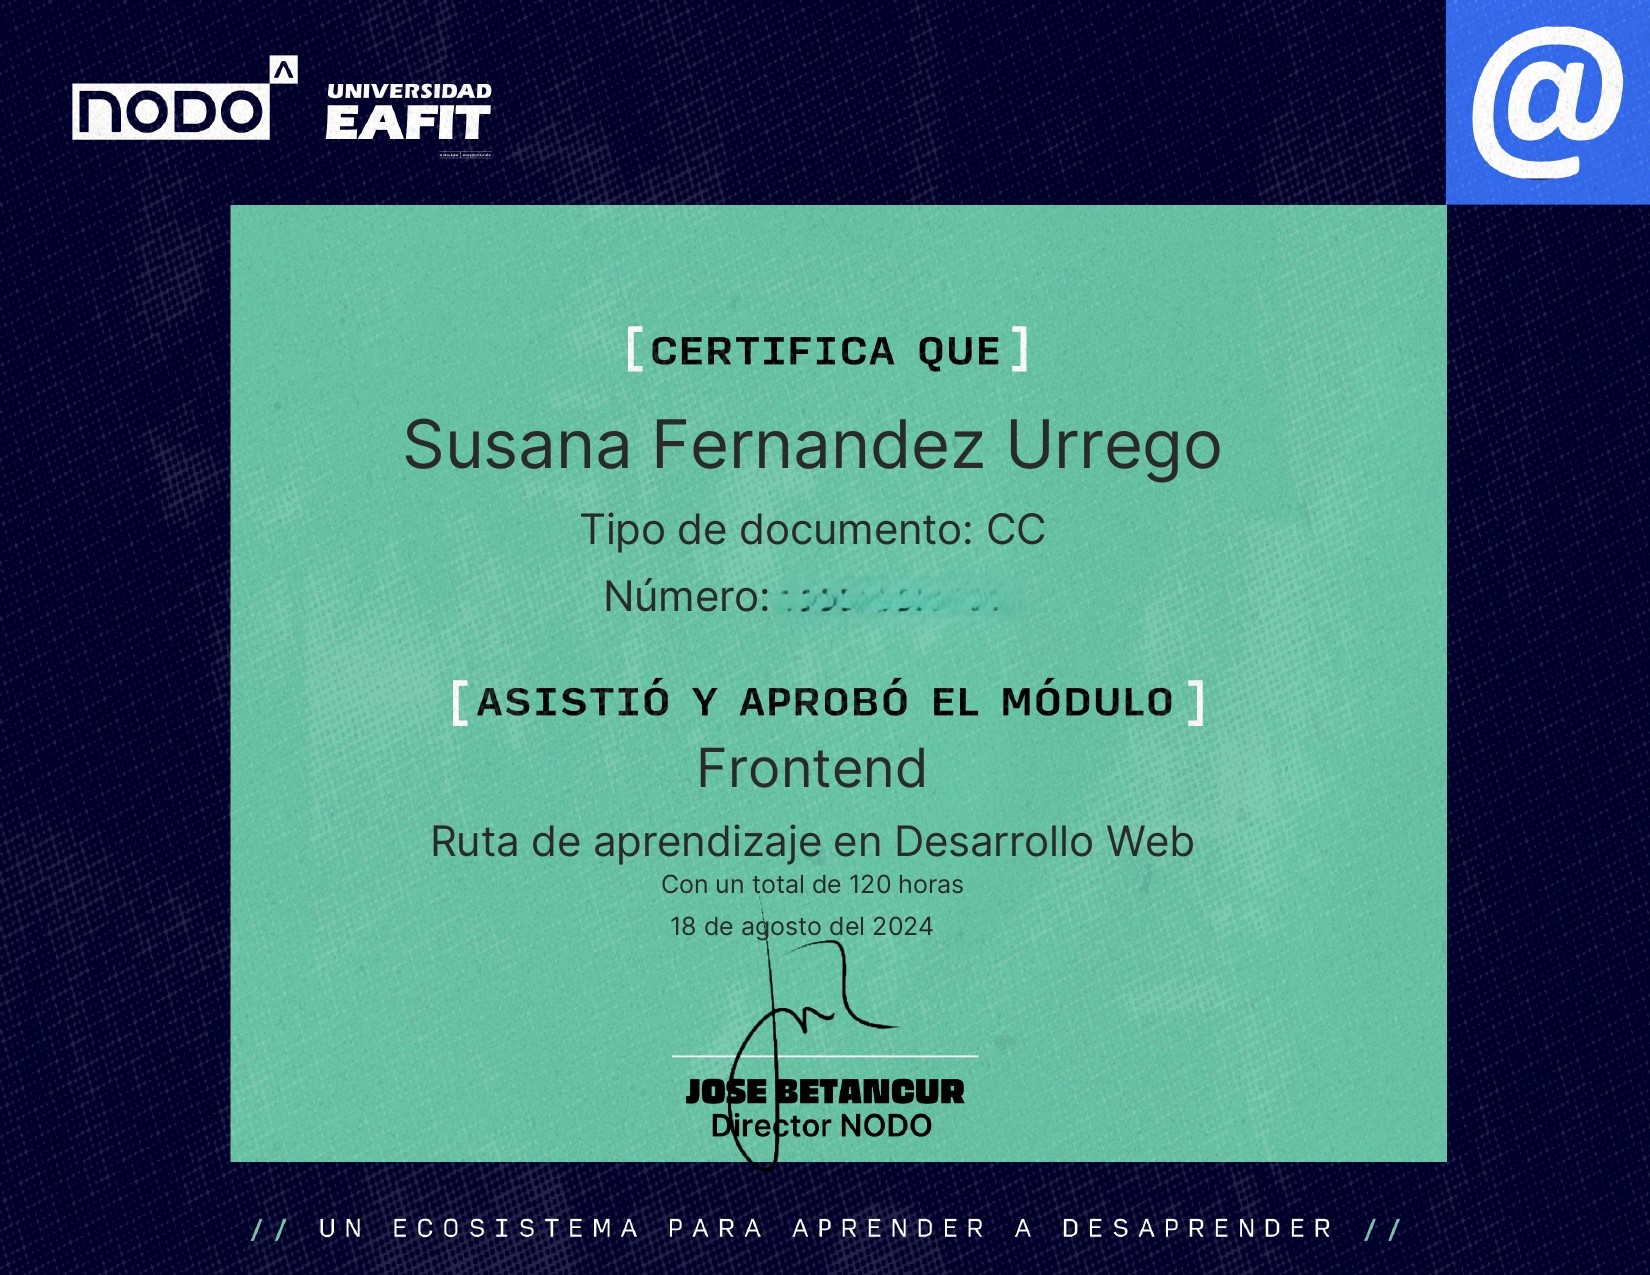 NODO
UNIVERSIDAD
EAFIT
@
[CERTIFICA QUE]
Susana Fernandez Urrego
Tipo de documento: CC
Número:
[ASISTIÓ Y APROBÓ EL MÓDULO]
Frontend
Ruta de aprendizaje en Desarrollo Web
Con un total de 120 horas
18 de agosto del 2024
JOSE BETANCUR
Director NODO
// UN ECOSISTEMA PARA APRENDER A DESAPRENDER //